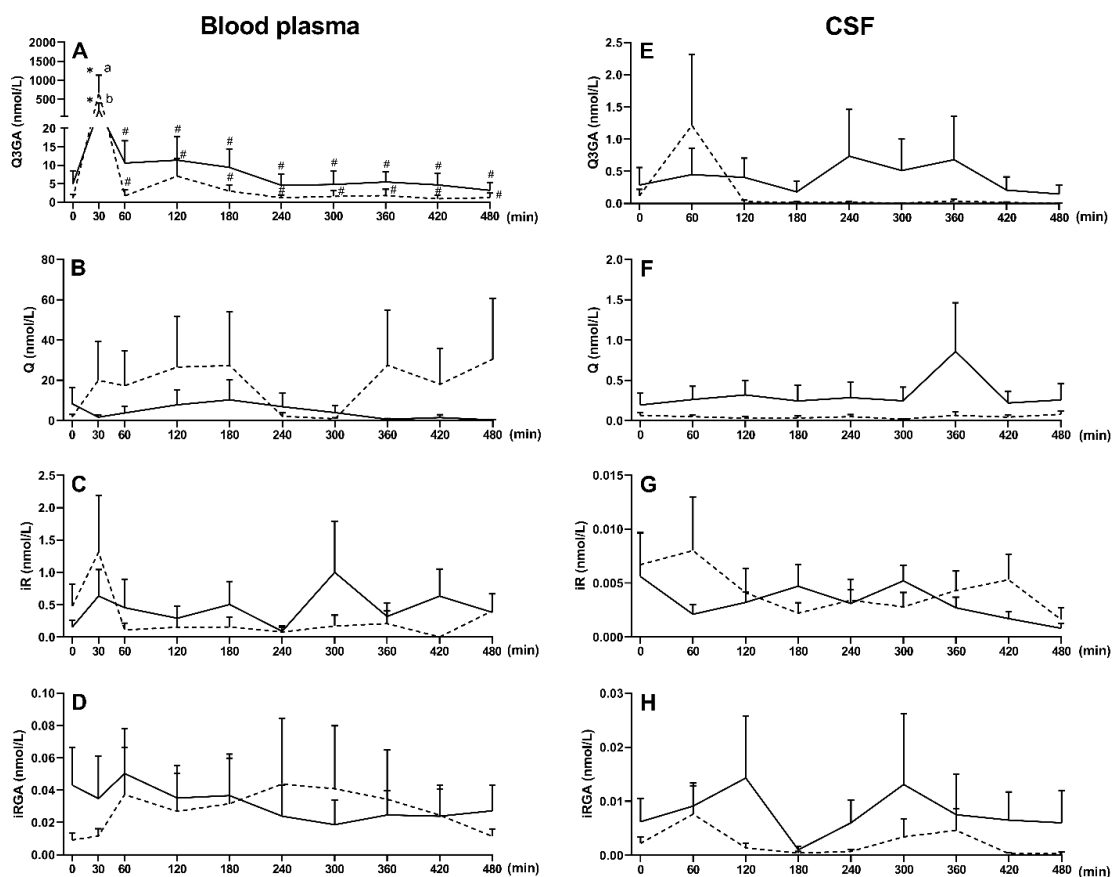 Blood plasma
CSF
A
Q3GA (nmol/L)
2000
1500
1000
500
20
15
10
5
0
* a
* b
# # # # # # # #
# # # # # # # #
0 30 60 120 180 240 300 360 420 480 (min)
E
Q3GA (nmol/L)
2.5
2.0
1.5
1.0
0.5
0.0
0 60 120 180 240 300 360 420 480 (min)
B
Q (nmol/L)
80
60
40
20
0
0 30 60 120 180 240 300 360 420 480 (min)
F
Q (nmol/L)
2.0
1.5
1.0
0.5
0.0
0 60 120 180 240 300 360 420 480 (min)
C
iR (nmol/L)
2.5
2.0
1.5
1.0
0.5
0.0
0 30 60 120 180 240 300 360 420 480 (min)
G
iR (nmol/L)
0.015
0.010
0.005
0.000
0 60 120 180 240 300 360 420 480 (min)
D
iRGA (nmol/L)
0.10
0.08
0.06
0.04
0.02
0.00
0 30 60 120 180 240 300 360 420 480 (min)
H
iRGA (nmol/L)
0.03
0.02
0.01
0.00
0 60 120 180 240 300 360 420 480 (min)